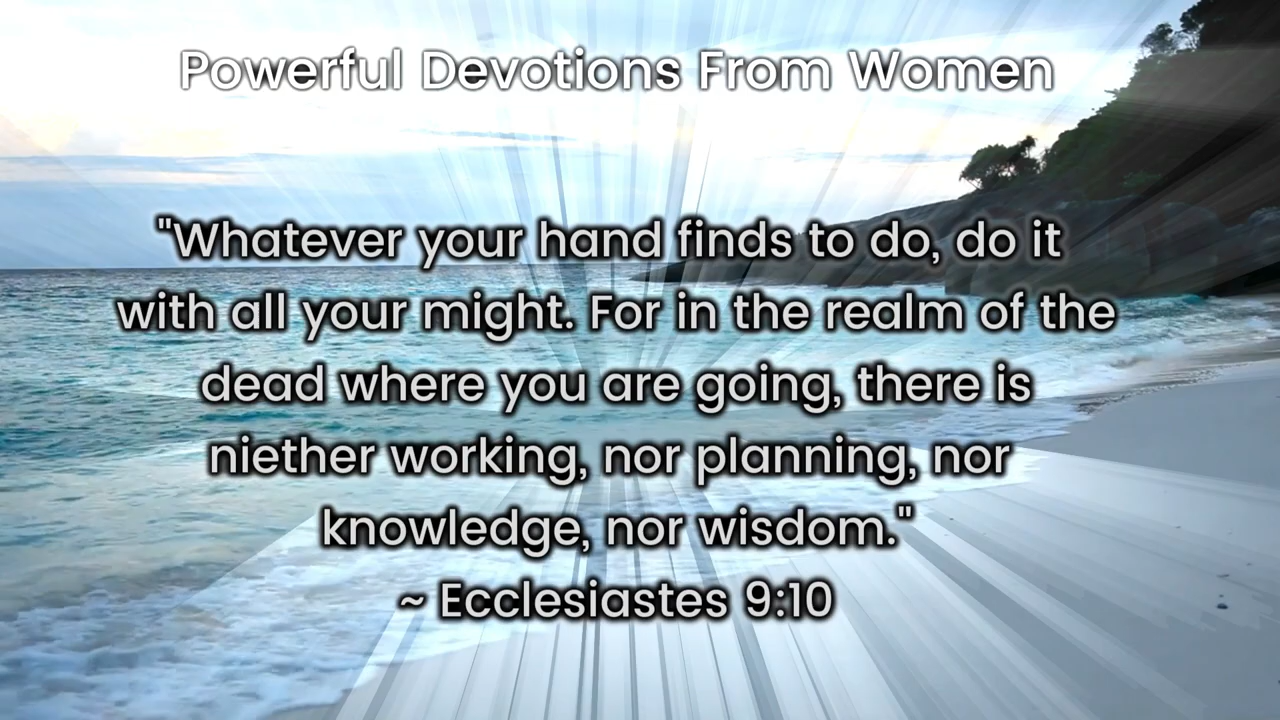 Powerful Devotions From Women
"Whatever your hand finds to do, do it
with all your might. For in the realm of the
dead where you are going, there is
niether working, nor planning, nor
knowledge, nor wisdom."
~ Ecclesiastes 9:10